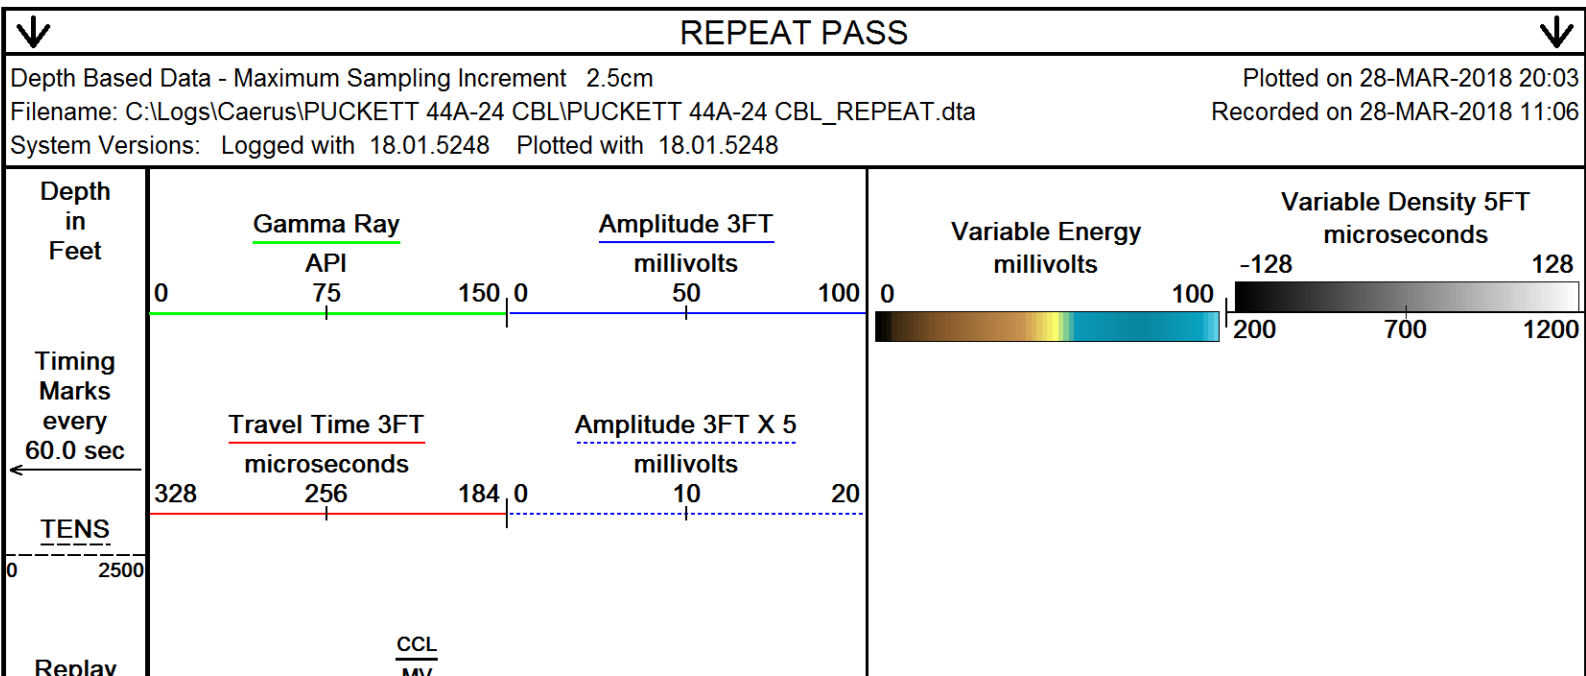 REPEAT PASS
Depth Based Data - Maximum Sampling Increment 2.5cm
Plotted on 28-MAR-2018 20:03
Filename: C:\Logs\Caerus\PUCKETT 44A-24 CBL\PUCKETT 44A-24 CBL_REPEAT.dta
Recorded on 28-MAR-2018 11:06
System Versions: Logged with 18.01.5248 Plotted with 18.01.5248
Depth
in
Feet
Timing
Marks
every
60.0 sec
TENS
0 2500
Replay
Gamma Ray
API
0 75 150
Amplitude 3FT
millivolts
0 50 100
Travel Time 3FT
microseconds
328 256 184
Amplitude 3FT X 5
millivolts
0 10 20
CCL
MV
Variable Energy
millivolts
0 100
Variable Density 5FT
microseconds
-128 128
200 700 1200